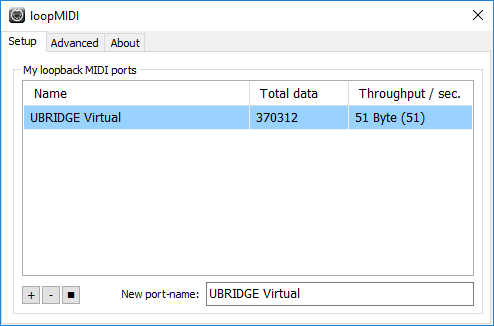 loopMIDI
Setup Advanced About
My loopback MIDI ports
Name Total data Throughput / sec.
UBRIDGE Virtual 370312 51 Byte (51)
+ - ■ New port-name: UBRIDGE Virtual